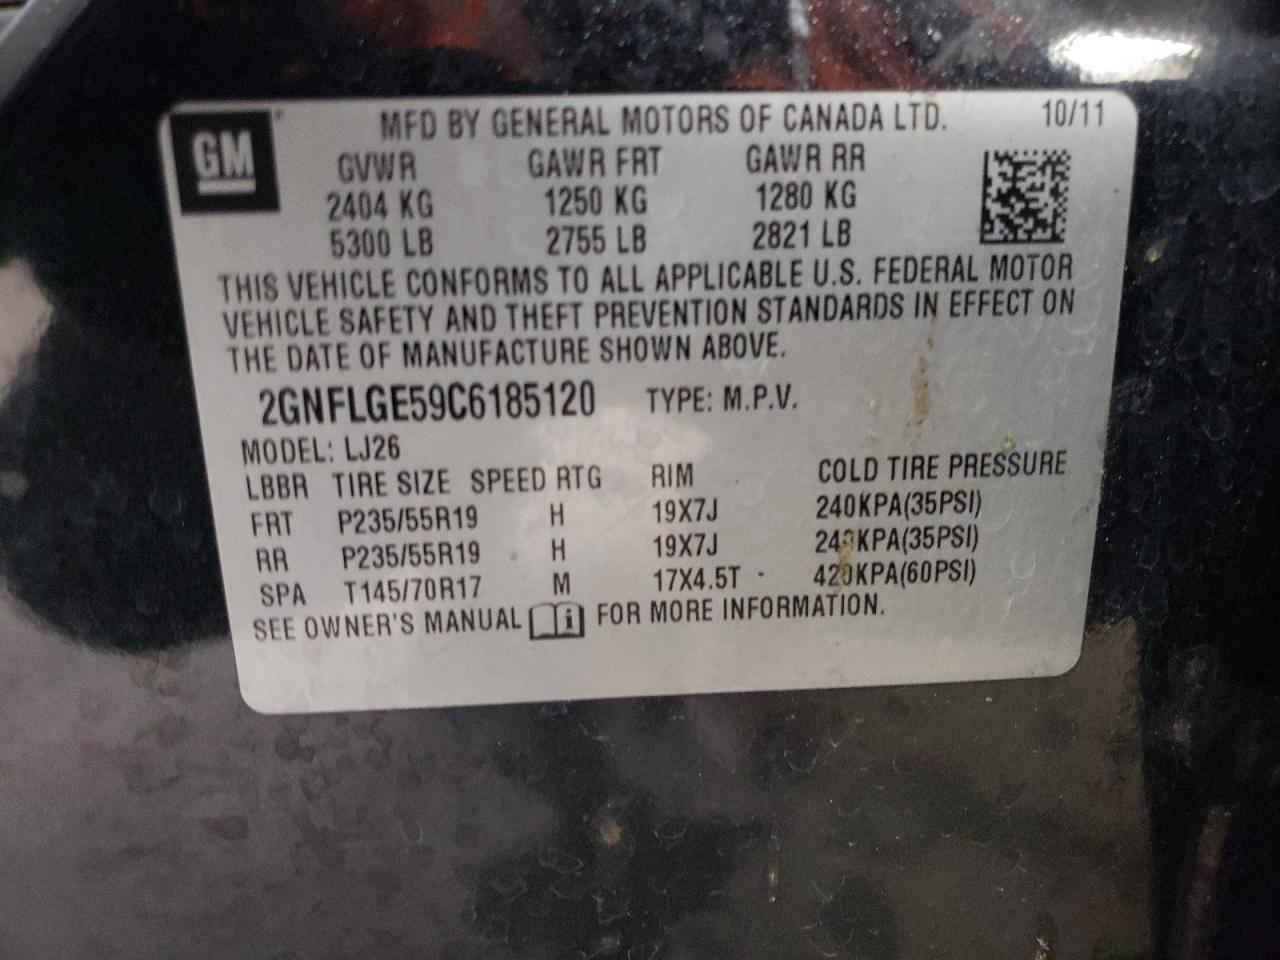 GM
MFD BY GENERAL MOTORS OF CANADA LTD. 10/11
GVWR GAWR FRT GAWR RR
2404 KG 1250 KG 1280 KG
5300 LB 2755 LB 2821 LB
THIS VEHICLE CONFORMS TO ALL APPLICABLE U.S. FEDERAL MOTOR
VEHICLE SAFETY AND THEFT PREVENTION STANDARDS IN EFFECT ON
THE DATE OF MANUFACTURE SHOWN ABOVE.
2GNFLGE59C6185120 TYPE: M.P.V.
MODEL: LJ26
LBBR TIRE SIZE SPEED RTG RIM COLD TIRE PRESSURE
FRT P235/55R19 H 19X7J 240KPA(35PSI)
RR P235/55R19 H 19X7J 240KPA(35PSI)
SPA T145/70R17 M 17X4.5T 420KPA(60PSI)
SEE OWNER'S MANUAL FOR MORE INFORMATION.